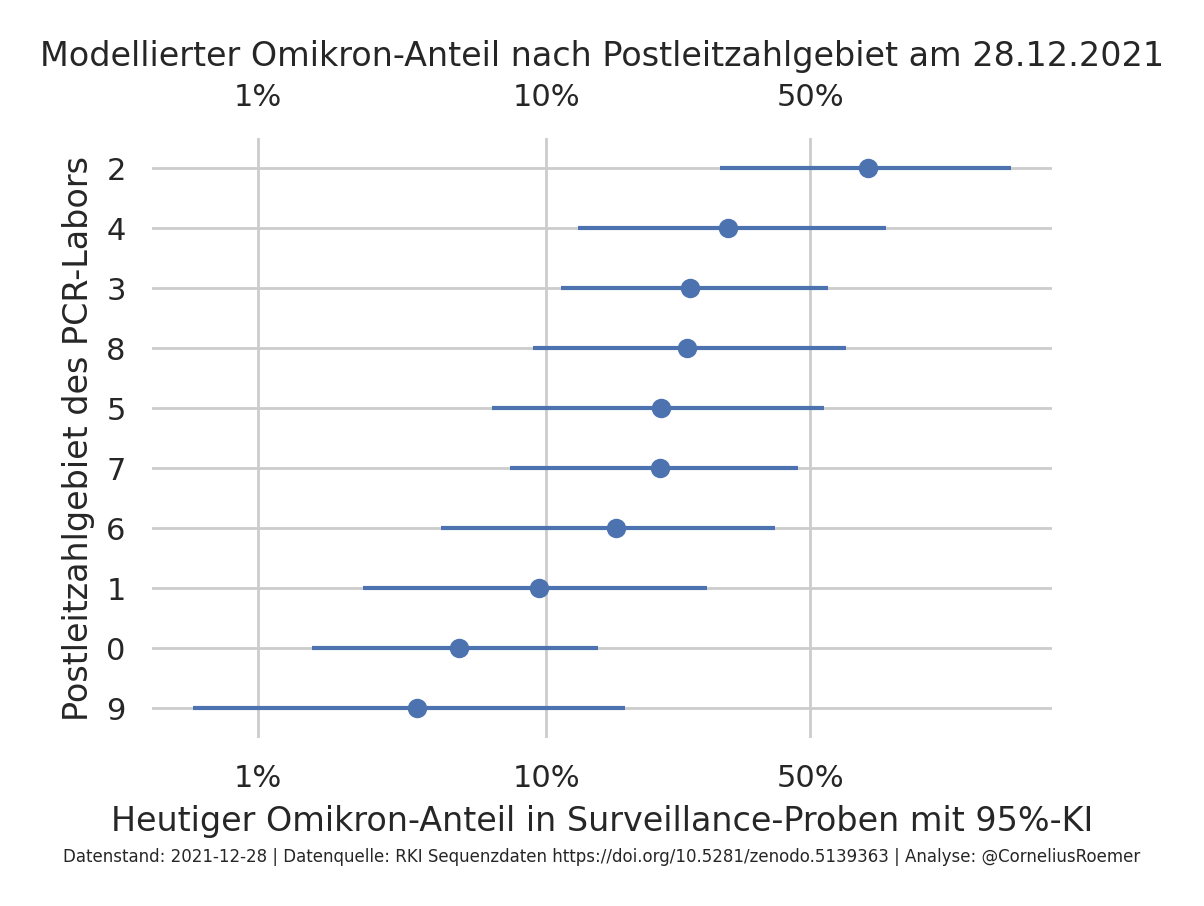 Modellierter Omikron-Anteil nach Postleitzahlgebiet am 28.12.2021
1% 10% 50%
Postleitzahlgebiet des PCR-Labors
2
4
3
8
5
7
6
1
0
9
1% 10% 50%
Heutiger Omikron-Anteil in Surveillance-Proben mit 95%-KI
Datenstand: 2021-12-28 | Datenquelle: RKI Sequenzdaten https://doi.org/10.5281/zenodo.5139363 | Analyse: @CorneliusRoemer